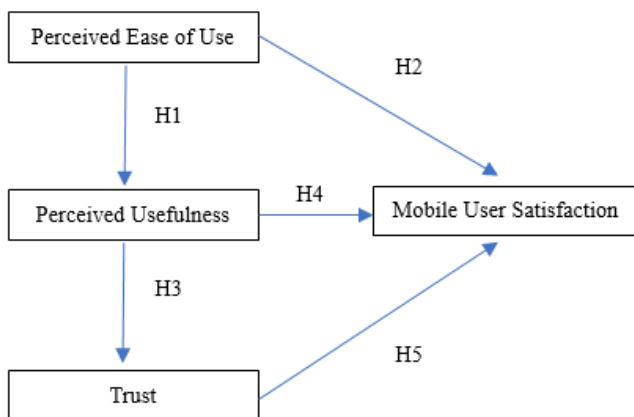 Perceived Ease of Use
H2
H1
H4
Perceived Usefulness
Mobile User Satisfaction
H3
H5
Trust